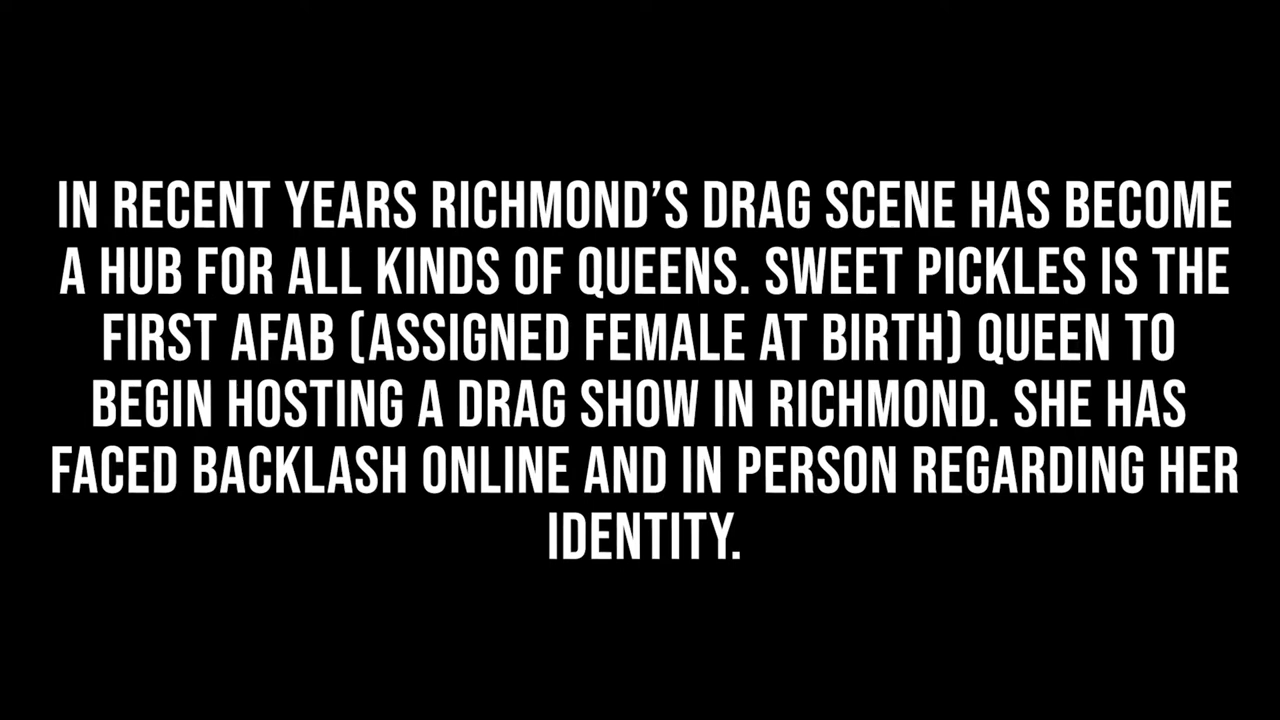 IN RECENT YEARS RICHMOND’S DRAG SCENE HAS BECOME
A HUB FOR ALL KINDS OF QUEENS. SWEET PICKLES IS THE
FIRST AFAB (ASSIGNED FEMALE AT BIRTH) QUEEN TO
BEGIN HOSTING A DRAG SHOW IN RICHMOND. SHE HAS
FACED BACKLASH ONLINE AND IN PERSON REGARDING HER
IDENTITY.